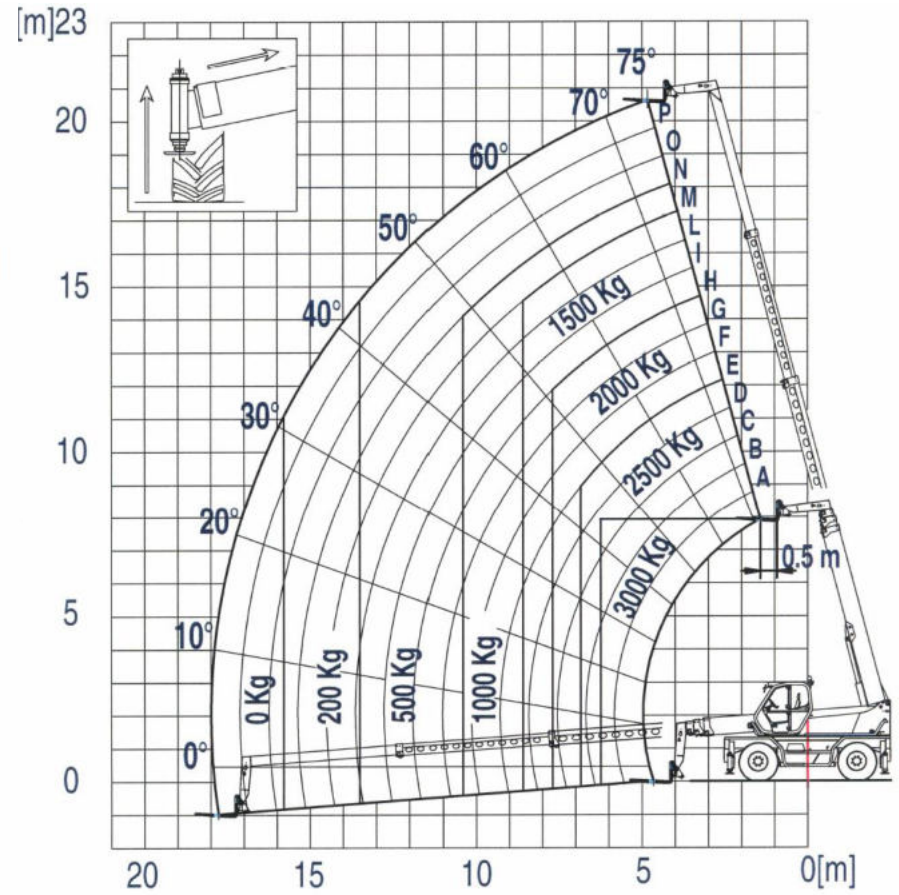 [m]23
75°
70°
20
P
O
60°
N
M
50°
L
I
15
H
1500 Kg
40°
G
F
2000 Kg
E
D
30°
C
10
2500 Kg
B
A
20°
0.5 m
3000 Kg
5
10°
0 Kg
200 Kg
500 Kg
1000 Kg
0°
0
20
15
10
5
0[m]